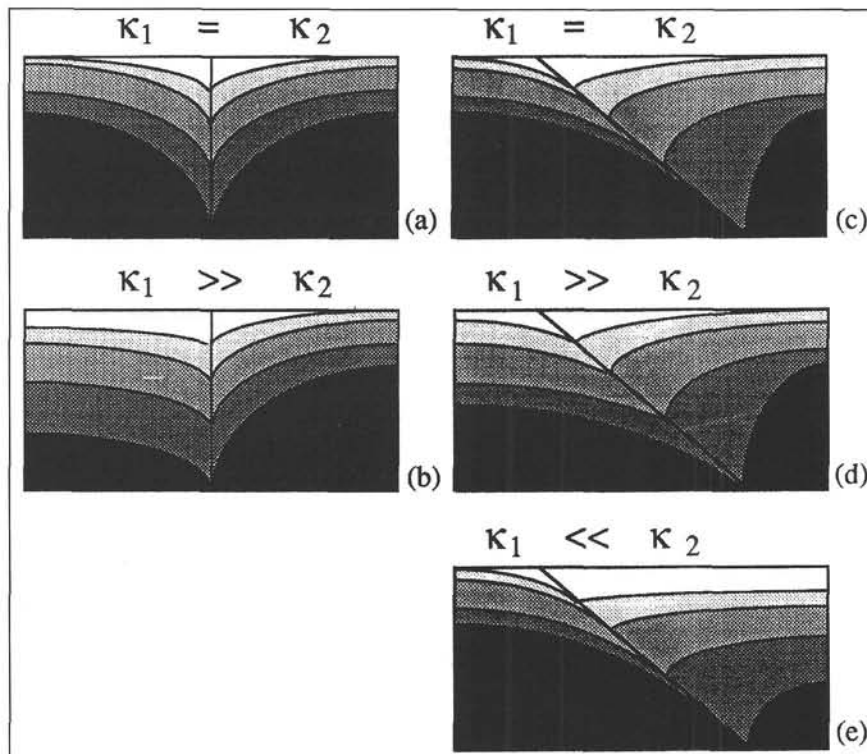 κ1 = κ2
κ1 = κ2
(a)
(c)
κ1 >> κ2
κ1 >> κ2
(b)
(d)
κ1 << κ2
(e)